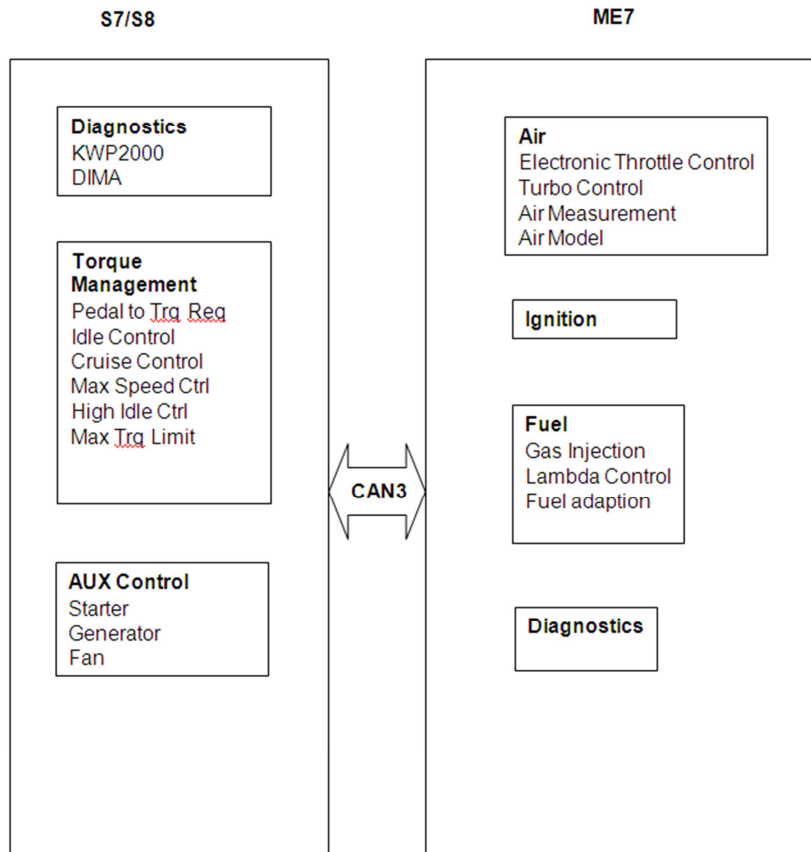 S7/S8
Diagnostics
KWP2000
DIMA
Torque
Management
Pedal to Trq Req
Idle Control
Cruise Control
Max Speed Ctrl
High Idle Ctrl
Max Trq Limit
AUX Control
Starter
Generator
Fan
CAN3
ME7
Air
Electronic Throttle Control
Turbo Control
Air Measurement
Air Model
Ignition
Fuel
Gas Injection
Lambda Control
Fuel adaption
Diagnostics